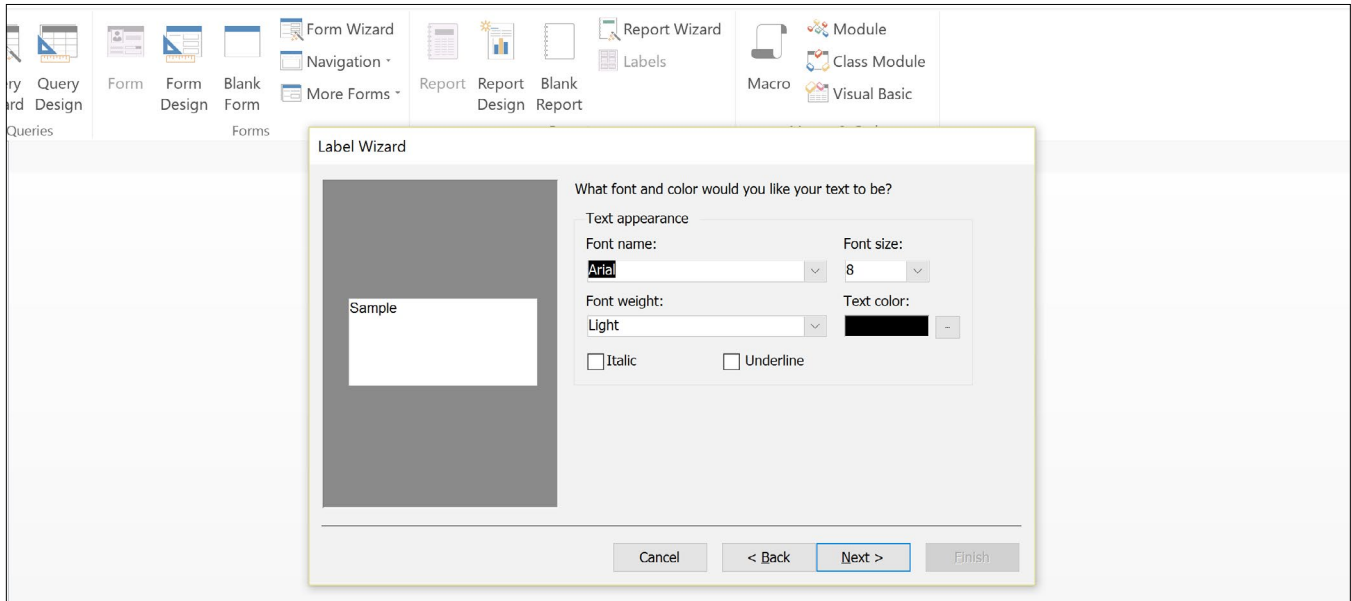 Query
Design
Queries
Form
Form
Design
Blank
Form
Form Wizard
Navigation
More Forms
Forms
Report
Report
Design
Blank
Report
Report Wizard
Labels
Macro
Module
Class Module
Visual Basic
Label Wizard
What font and color would you like your text to be?
Text appearance
Font name:
Font size:
Arial
8
Font weight:
Text color:
Light
...
Italic
Underline
Sample
Cancel
< Back
Next >
Finish